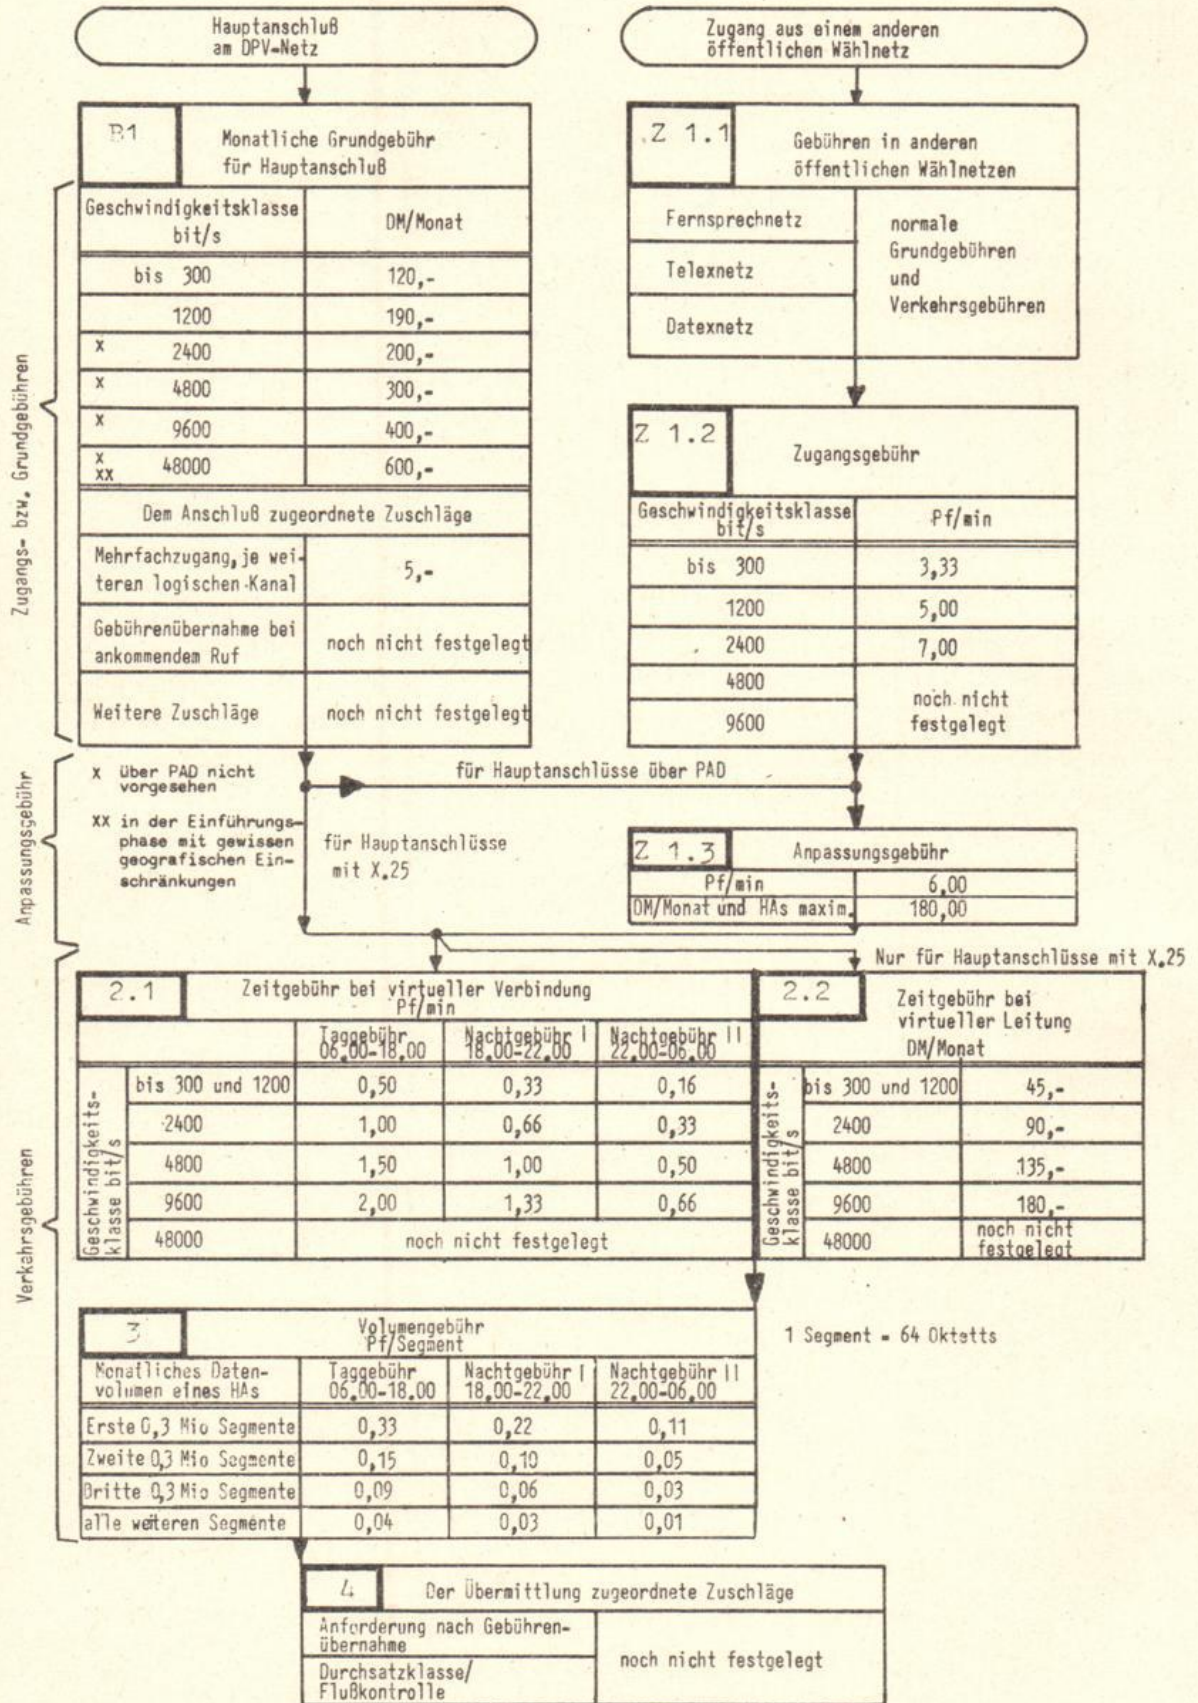 Hauptanschluß
am DPV-Netz
Zugang aus einem anderen
öffentlichen Wählnetz
B1
Monatliche Grundgebühr
für Hauptanschluß
Geschwindigkeitsklasse
bit/s
DM/Monat
bis 300 120,-
1200 190,-
x 2400 200,-
x 4800 300,-
x 9600 400,-
x
xx 48000 600,-
Dem Anschluß zugeordnete Zuschläge
Mehrfachzugang, je wei-
teren logischen Kanal
5,-
Gebührenübernahme bei
ankommendem Ruf
noch nicht festgelegt
Weitere Zuschläge noch nicht festgelegt
Zugangs- bzw. Grundgebühren
Z 1.1
Gebühren in anderen
öffentlichen Wählnetzen
Fernsprechnetz
Telexnetz
Datexnetz
normale
Grundgebühren
und
Verkehrsgebühren
Z 1.2
Zugangsgebühr
Geschwindigkeitsklasse
bit/s
Pf/min
bis 300 3,33
1200 5,00
2400 7,00
4800
9600
noch nicht
festgelegt
Anpassungsgebühr
x über PAD nicht
vorgesehen
xx in der Einführungs-
phase mit gewissen
geografischen Ein-
schränkungen
für Hauptanschlüsse über PAD
für Hauptanschlüsse
mit X.25
Z 1.3
Anpassungsgebühr
Pf/min 6,00
DM/Monat und HAs maxim. 180,00
Nur für Hauptanschlüsse mit X.25
Verkehrsgebühren
2.1
Zeitgebühr bei virtueller Verbindung
Pf/min
Taggebühr
06.00-18.00
Nachtgebühr I
18.00-22.00
Nachtgebühr II
22.00-06.00
Geschwindigkeits-
klasse bit/s
bis 300 und 1200 0,50 0,33 0,16
2400 1,00 0,66 0,33
4800 1,50 1,00 0,50
9600 2,00 1,33 0,66
48000 noch nicht festgelegt
2.2
Zeitgebühr bei
virtueller Leitung
DM/Monat
Geschwindigkeits-
klasse bit/s
bis 300 und 1200 45,-
2400 90,-
4800 135,-
9600 180,-
48000
noch nicht
festgelegt
3
Volumengebühr
Pf/Segment
Monatliches Daten-
volumen eines HAs
Taggebühr
06.00-18.00
Nachtgebühr I
18.00-22.00
Nachtgebühr II
22.00-06.00
Erste 0,3 Mio Segmente 0,33 0,22 0,11
Zweite 0,3 Mio Segmente 0,15 0,10 0,05
Dritte 0,3 Mio Segmente 0,09 0,06 0,03
alle weiteren Segmente 0,04 0,03 0,01
1 Segment = 64 Oktetts
4
Der Übermittlung zugeordnete Zuschläge
Anforderung nach Gebühren-
übernahme
Durchsatzklasse/
Flußkontrolle
noch nicht festgelegt